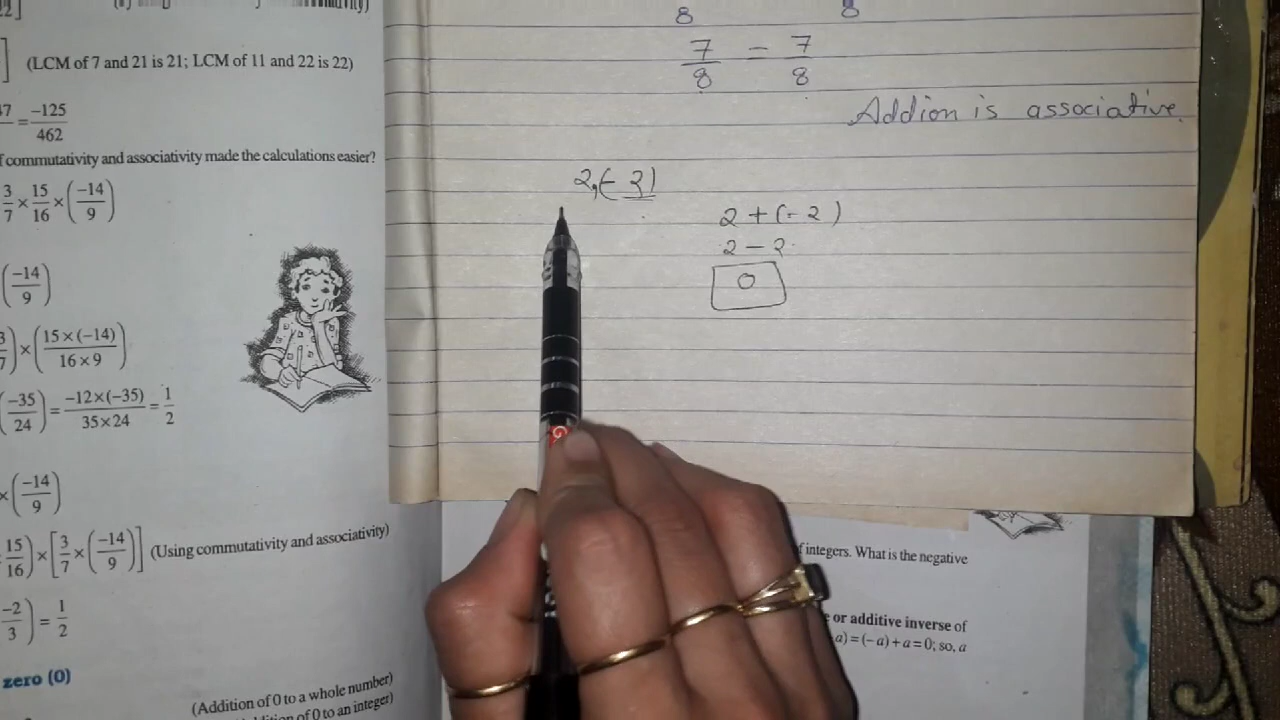 (LCM of 7 and 21 is 21; LCM of 11 and 22 is 22)
47 = -125/462
f commutativity and associativity made the calculations easier?
3/7 × 15/16 × (-14/9)
(-14/9)
3/7) × (15×(-14)/16×9)
(-35/24) = -12×(-35)/35×24 = 1/2
× (-14/9)
15/16) × [3/7 × (-14/9)] (Using commutativity and associativity)
-2/3) = 1/2
zero (0)
(Addition of 0 to a whole number)
of 0 to an integer)
8 8
7/8 = 7/8
Addion is associative.
2,(-2)
2 + (-2)
2 - 2
0
f integers. What is the negative
or additive inverse of
a) = (-a) + a = 0; so, a